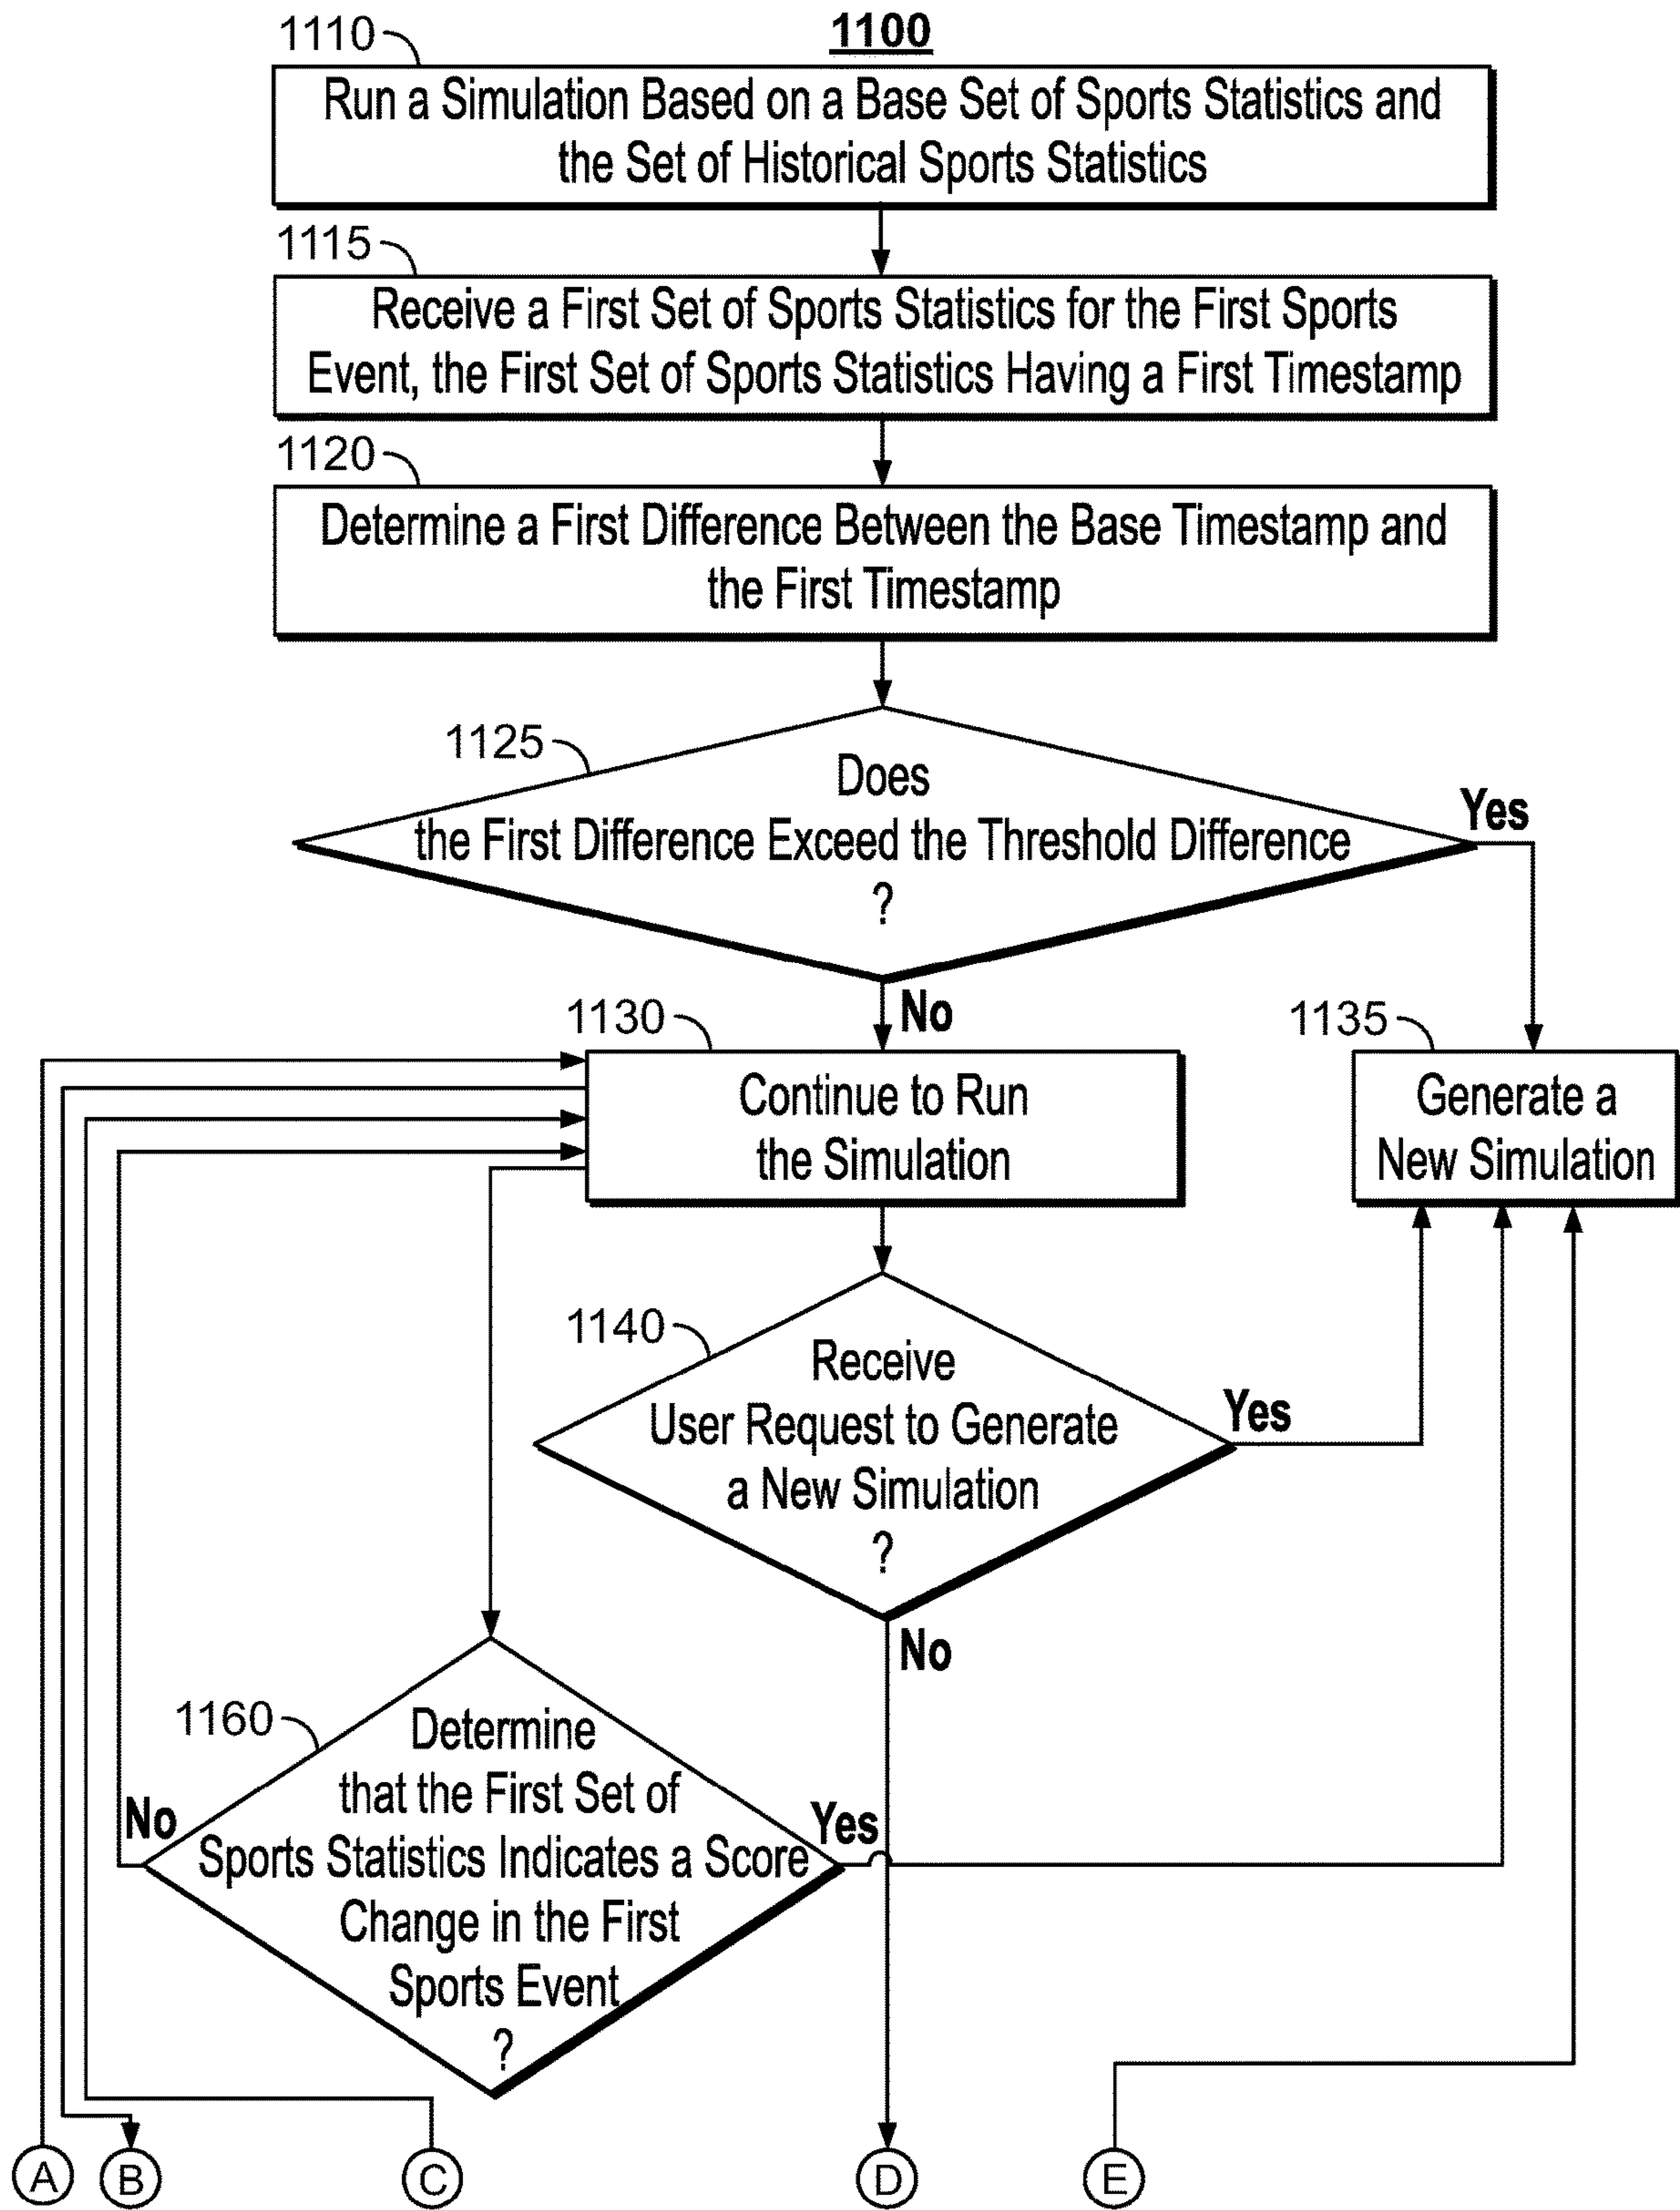 1100
1110
Run a Simulation Based on a Base Set of Sports Statistics and
the Set of Historical Sports Statistics
1115
Receive a First Set of Sports Statistics for the First Sports
Event, the First Set of Sports Statistics Having a First Timestamp
1120
Determine a First Difference Between the Base Timestamp and
the First Timestamp
1125
Does
the First Difference Exceed the Threshold Difference
?
Yes
No
1130
Continue to Run
the Simulation
1135
Generate a
New Simulation
1140
Receive
User Request to Generate
a New Simulation
?
Yes
No
1160
Determine
that the First Set of
Sports Statistics Indicates a Score
Change in the First
Sports Event
?
No
Yes
A
B
C
D
E